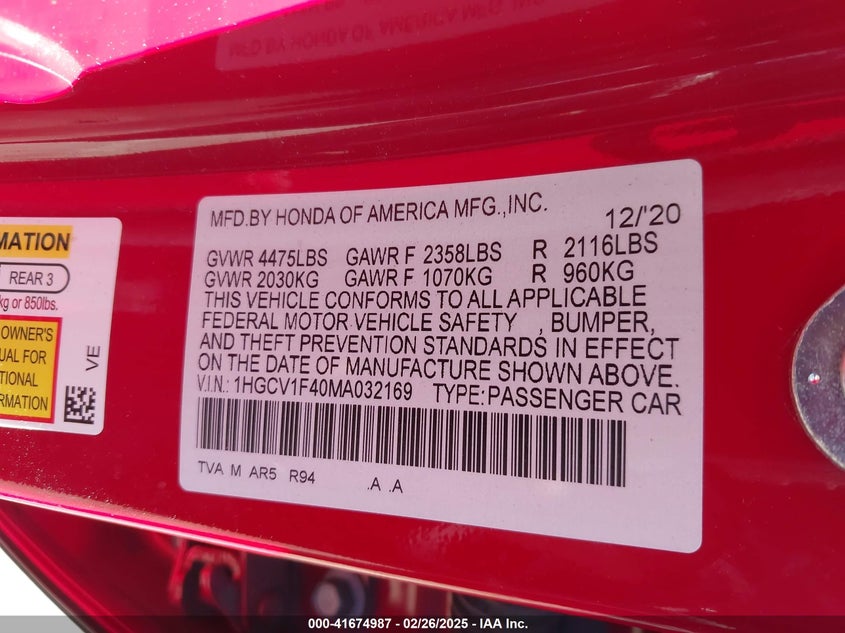 MFD.BY HONDA OF AMERICA MFG.,INC. 12/'20
GVWR 4475LBS GAWR F 2358LBS R 2116LBS
GVWR 2030KG GAWR F 1070KG R 960KG
THIS VEHICLE CONFORMS TO ALL APPLICABLE
FEDERAL MOTOR VEHICLE SAFETY , BUMPER,
AND THEFT PREVENTION STANDARDS IN EFFECT
ON THE DATE OF MANUFACTURE SHOWN ABOVE.
V.I.N.: 1HGCV1F40MA032169 TYPE:PASSENGER CAR
TVA M AR5 R94 .A .A
MATION
REAR 3
kg or 850lbs.
OWNER'S
UAL FOR
TIONAL
RMATION
VE
000-41674987 - 02/26/2025 - IAA Inc.